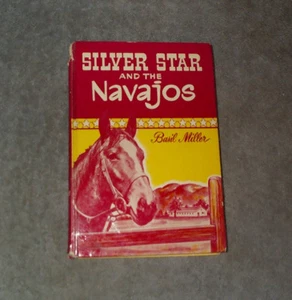 SILVER STAR
AND THE
Navajos
Basil Miller